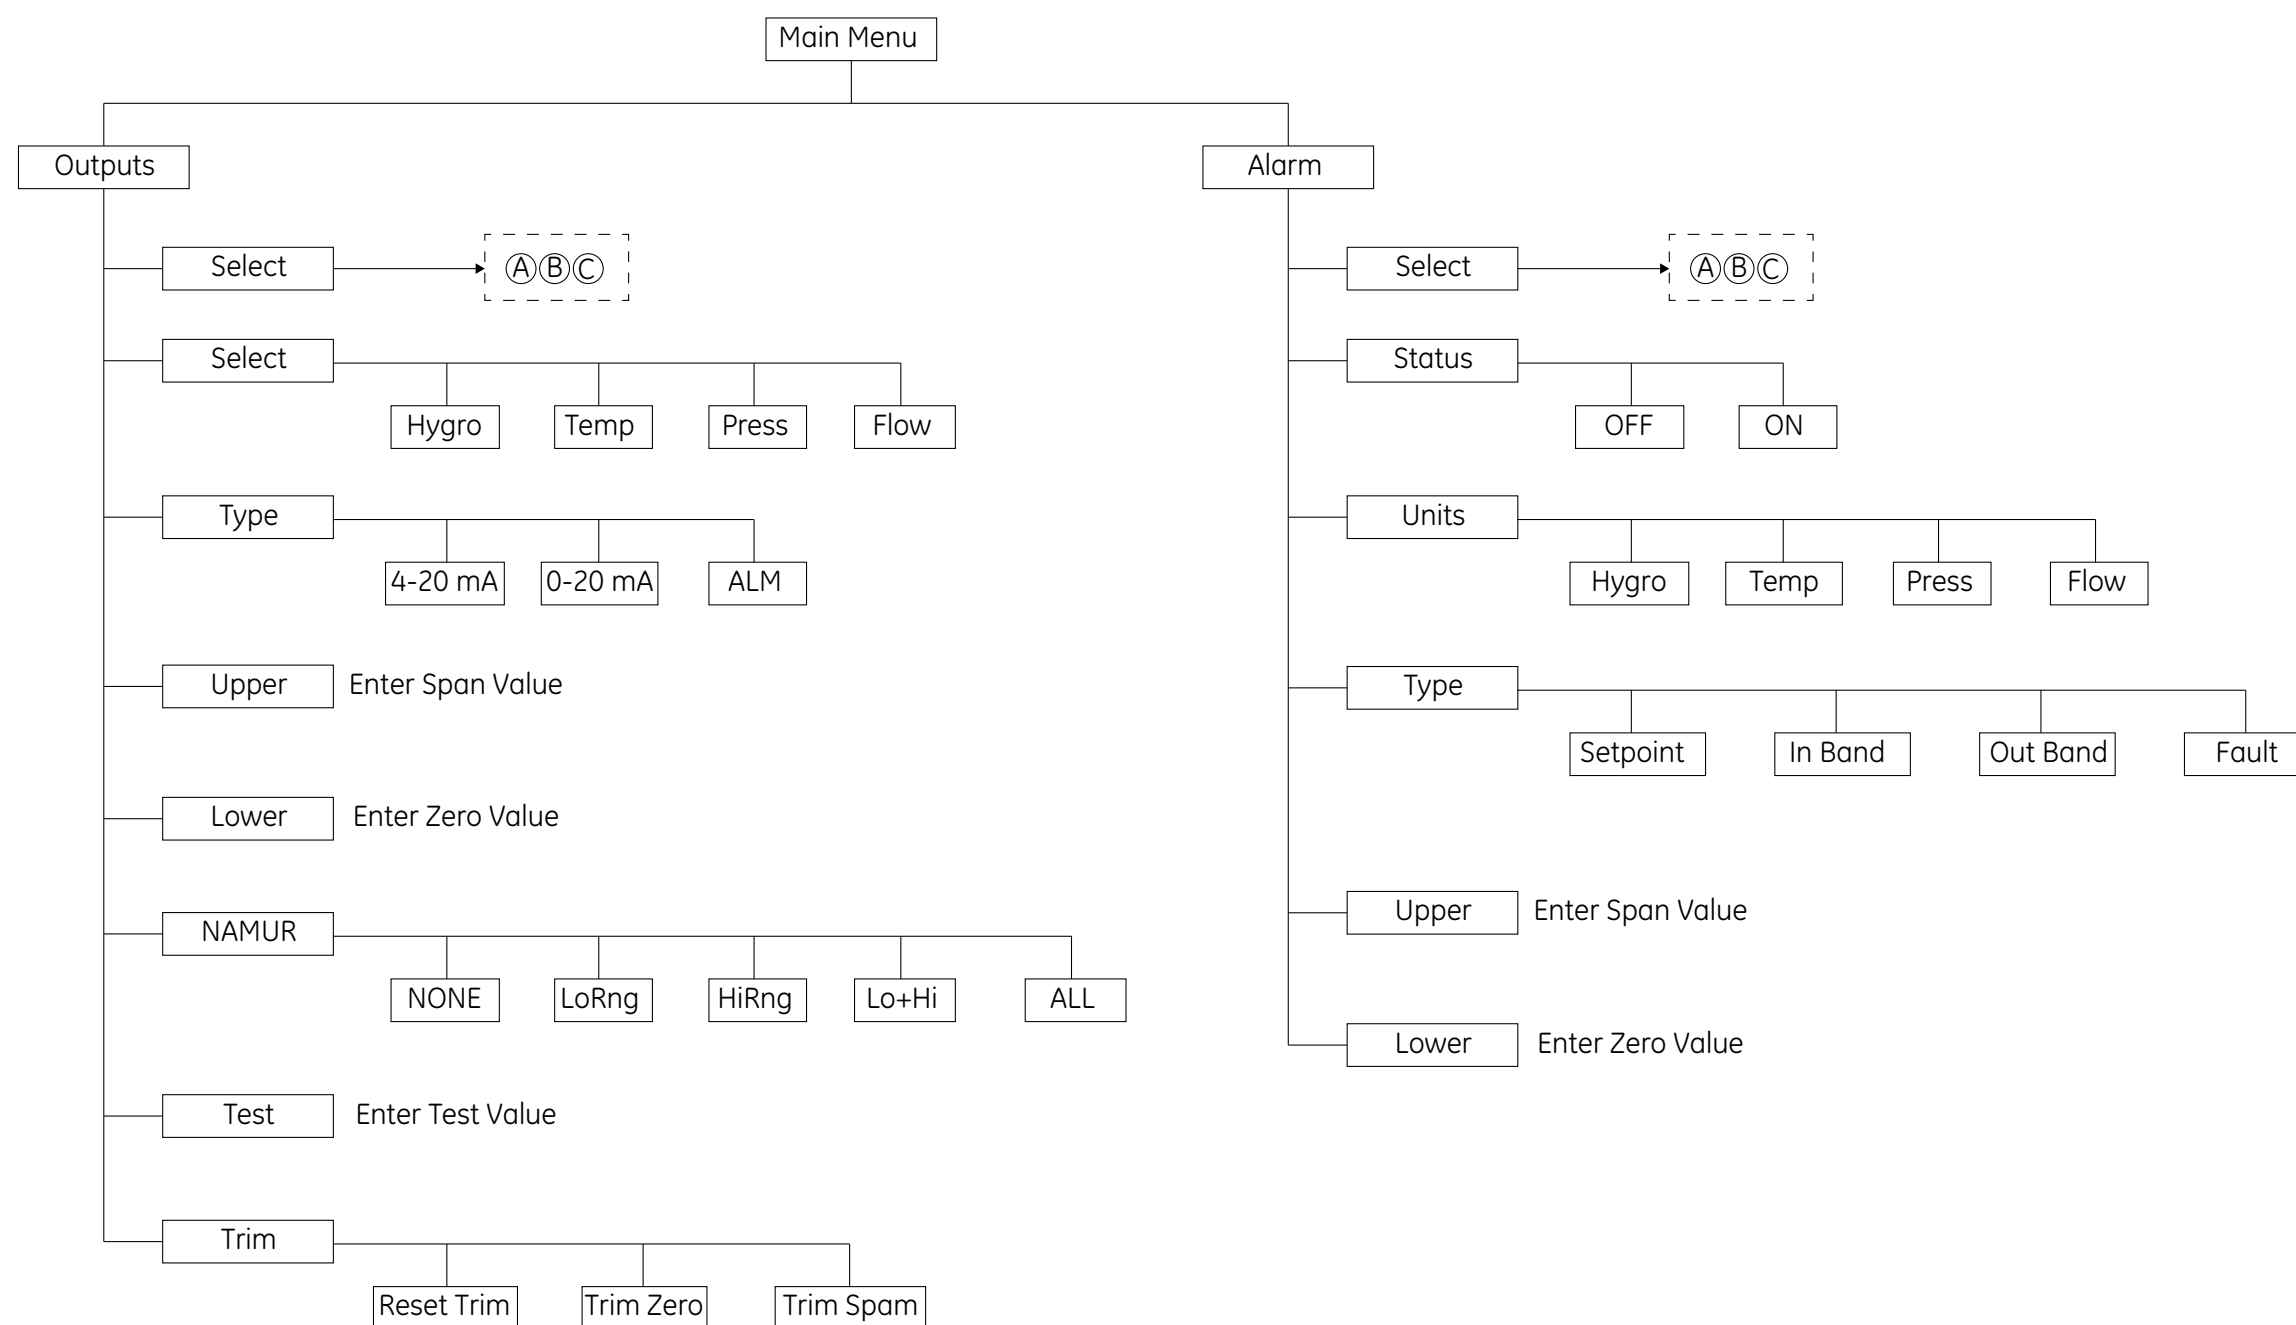 Main Menu
Outputs
Select
Ⓐ Ⓑ Ⓒ
Select
Hygro
Temp
Press
Flow
Type
4-20 mA
0-20 mA
ALM
Upper
Enter Span Value
Lower
Enter Zero Value
NAMUR
NONE
LoRng
HiRng
Lo+Hi
ALL
Test
Enter Test Value
Trim
Reset Trim
Trim Zero
Trim Spam
Alarm
Select
Ⓐ Ⓑ Ⓒ
Status
OFF
ON
Units
Hygro
Temp
Press
Flow
Type
Setpoint
In Band
Out Band
Fault
Upper
Enter Span Value
Lower
Enter Zero Value